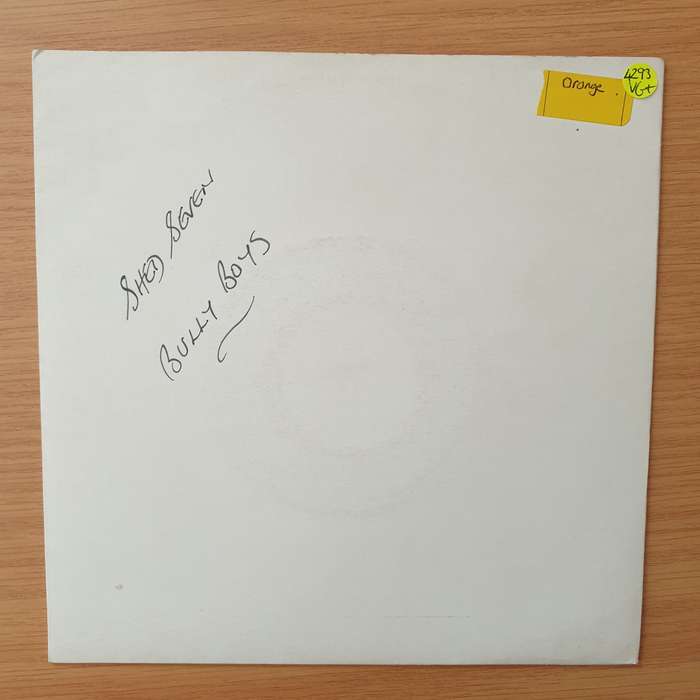 Orange
4293
VG+
SHED SEVEN
BULLY BOYS